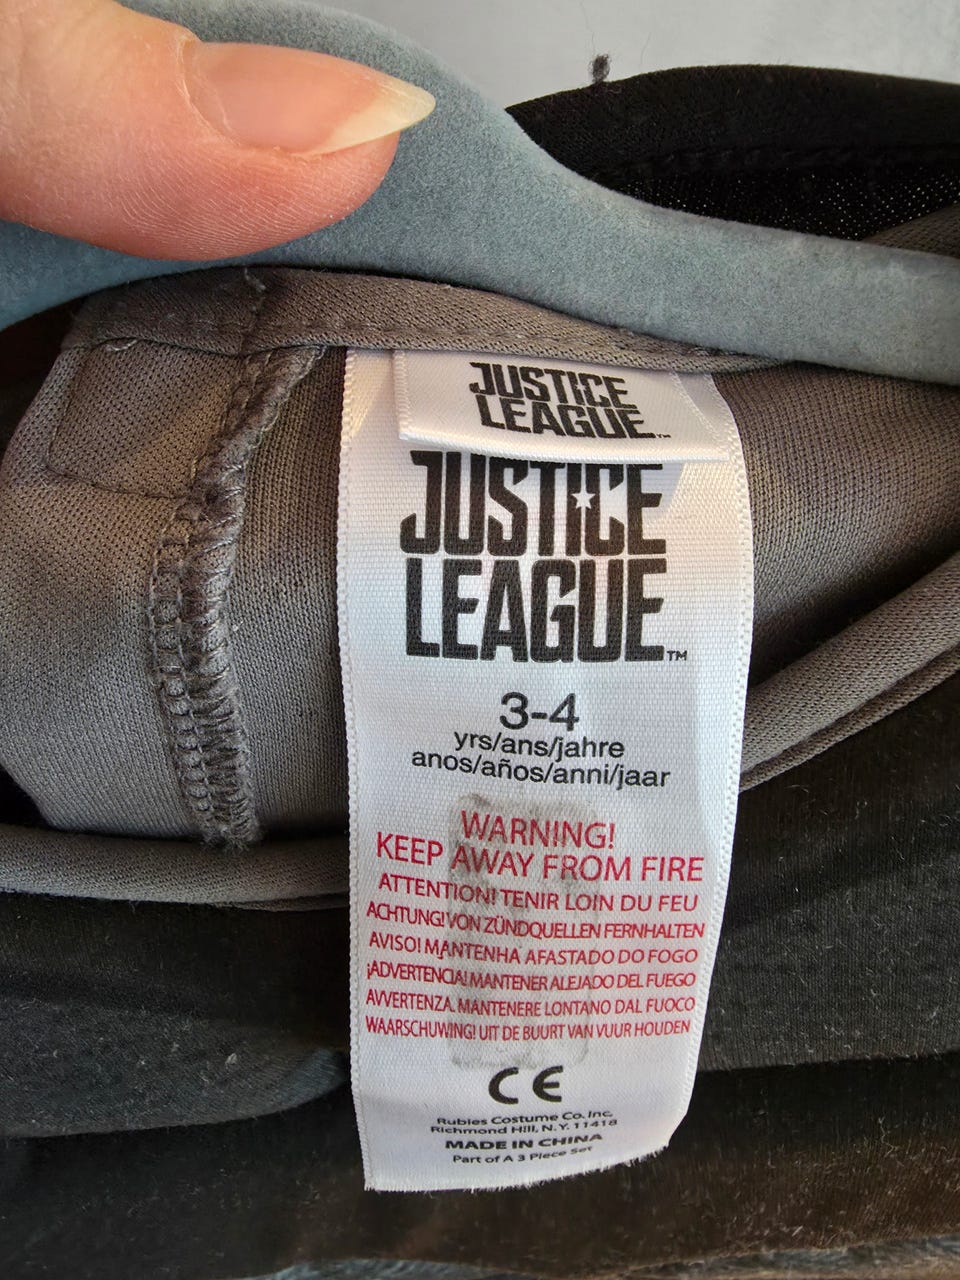 JUSTICE
LEAGUE™
JUSTICE
LEAGUE™
3-4
yrs/ans/jahre
anos/años/anni/jaar
WARNING!
KEEP AWAY FROM FIRE
ATTENTION! TENIR LOIN DU FEU
ACHTUNG! VON ZÜNDQUELLEN FERNHALTEN
AVISO! MANTENHA AFASTADO DO FOGO
¡ADVERTENCIA! MANTENER ALEJADO DEL FUEGO
AVVERTENZA. MANTENERE LONTANO DAL FUOCO
WAARSCHUWING! UIT DE BUURT VAN VUUR HOUDEN
CE
Rubies Costume Co. Inc.
Richmond Hill, N.Y. 11418
MADE IN CHINA
Part of A 3 Piece Set